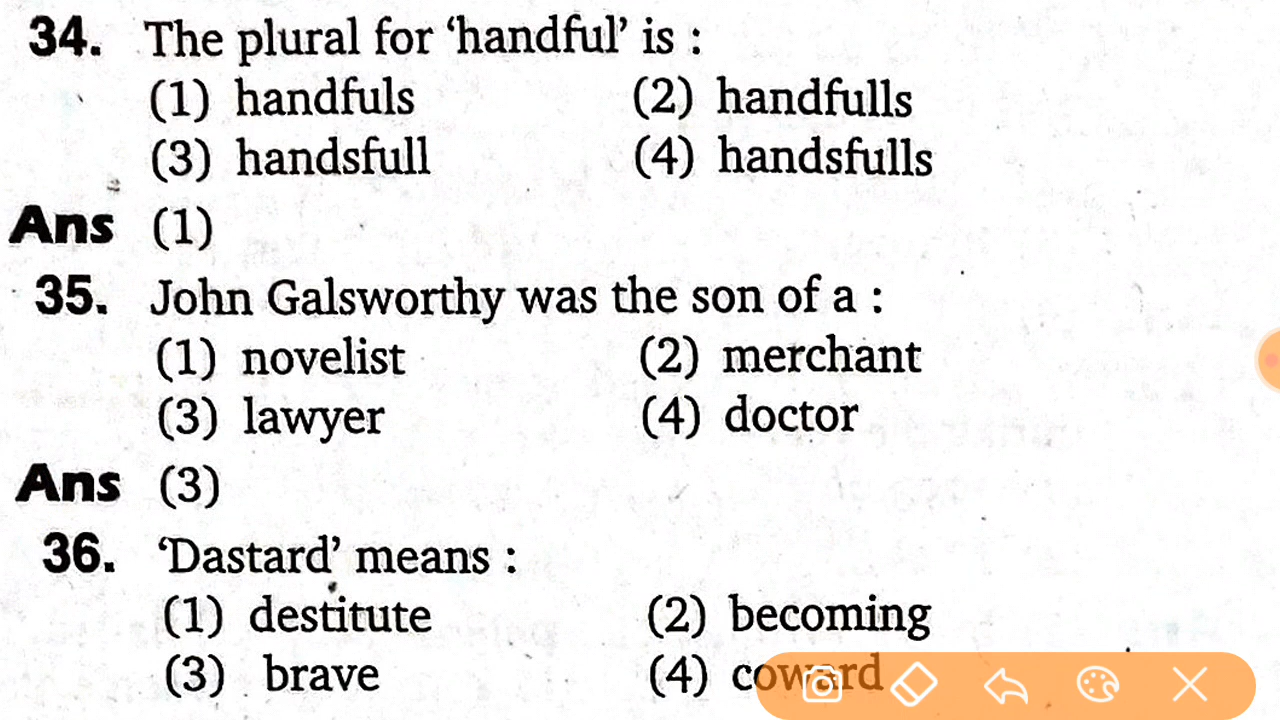 34. The plural for ‘handful’ is :
(1) handfuls (2) handfulls
(3) handsfull (4) handsfulls
Ans (1)
35. John Galsworthy was the son of a :
(1) novelist (2) merchant
(3) lawyer (4) doctor
Ans (3)
36. ‘Dastard’ means :
(1) destitute (2) becoming
(3) brave (4) coward